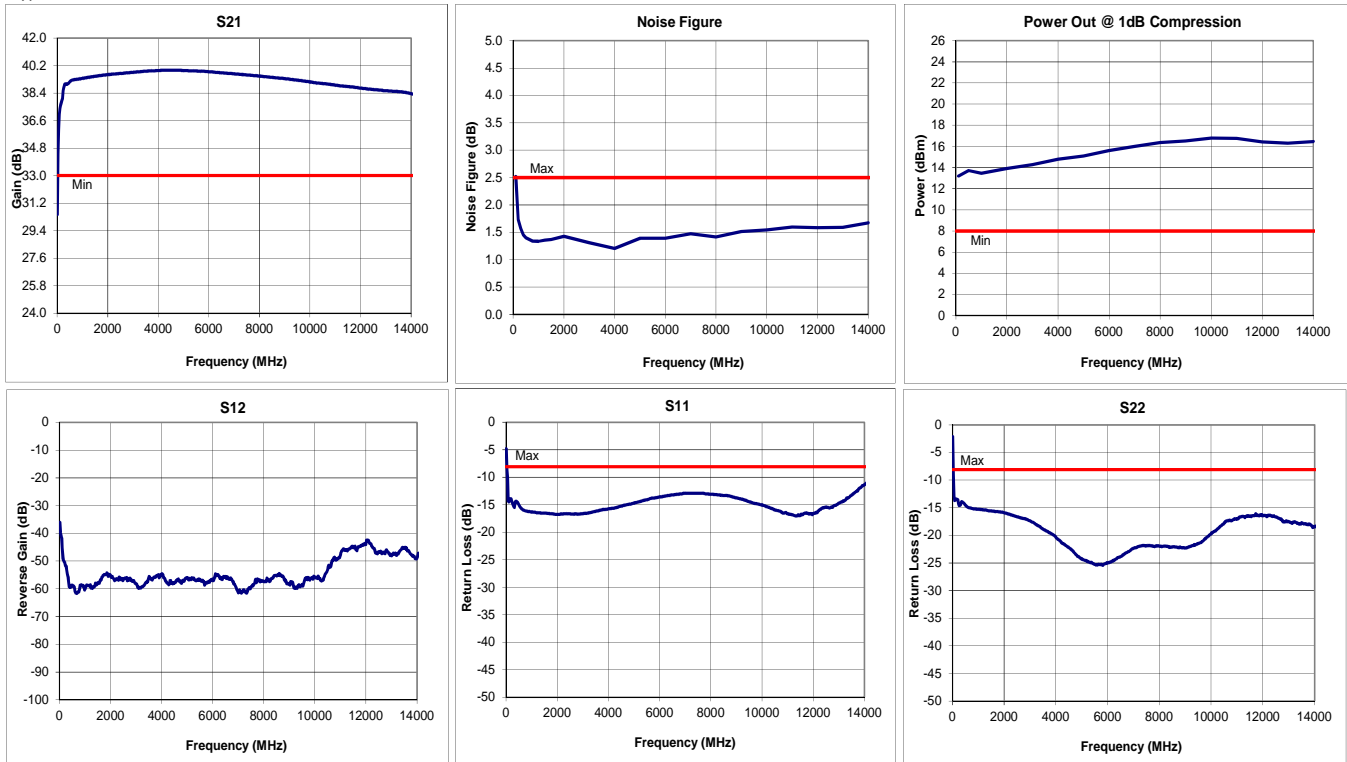 S21
42.0
40.2
38.4
36.6
34.8
33.0
31.2
29.4
27.6
25.8
24.0
Gain (dB)
Min
0 2000 4000 6000 8000 10000 12000 14000
Frequency (MHz)
Noise Figure
5.0
4.5
4.0
3.5
3.0
2.5
2.0
1.5
1.0
0.5
0.0
Noise Figure (dB)
Max
0 2000 4000 6000 8000 10000 12000 14000
Frequency (MHz)
Power Out @ 1dB Compression
26
24
22
20
18
16
14
12
10
8
6
4
2
0
Power (dBm)
Min
0 2000 4000 6000 8000 10000 12000 14000
Frequency (MHz)
S12
0
-10
-20
-30
-40
-50
-60
-70
-80
-90
-100
Reverse Gain (dB)
0 2000 4000 6000 8000 10000 12000 14000
Frequency (MHz)
S11
0
-5
-10
-15
-20
-25
-30
-35
-40
-45
-50
Return Loss (dB)
Max
0 2000 4000 6000 8000 10000 12000 14000
Frequency (MHz)
S22
0
-5
-10
-15
-20
-25
-30
-35
-40
-45
-50
Return Loss (dB)
Max
0 2000 4000 6000 8000 10000 12000 14000
Frequency (MHz)